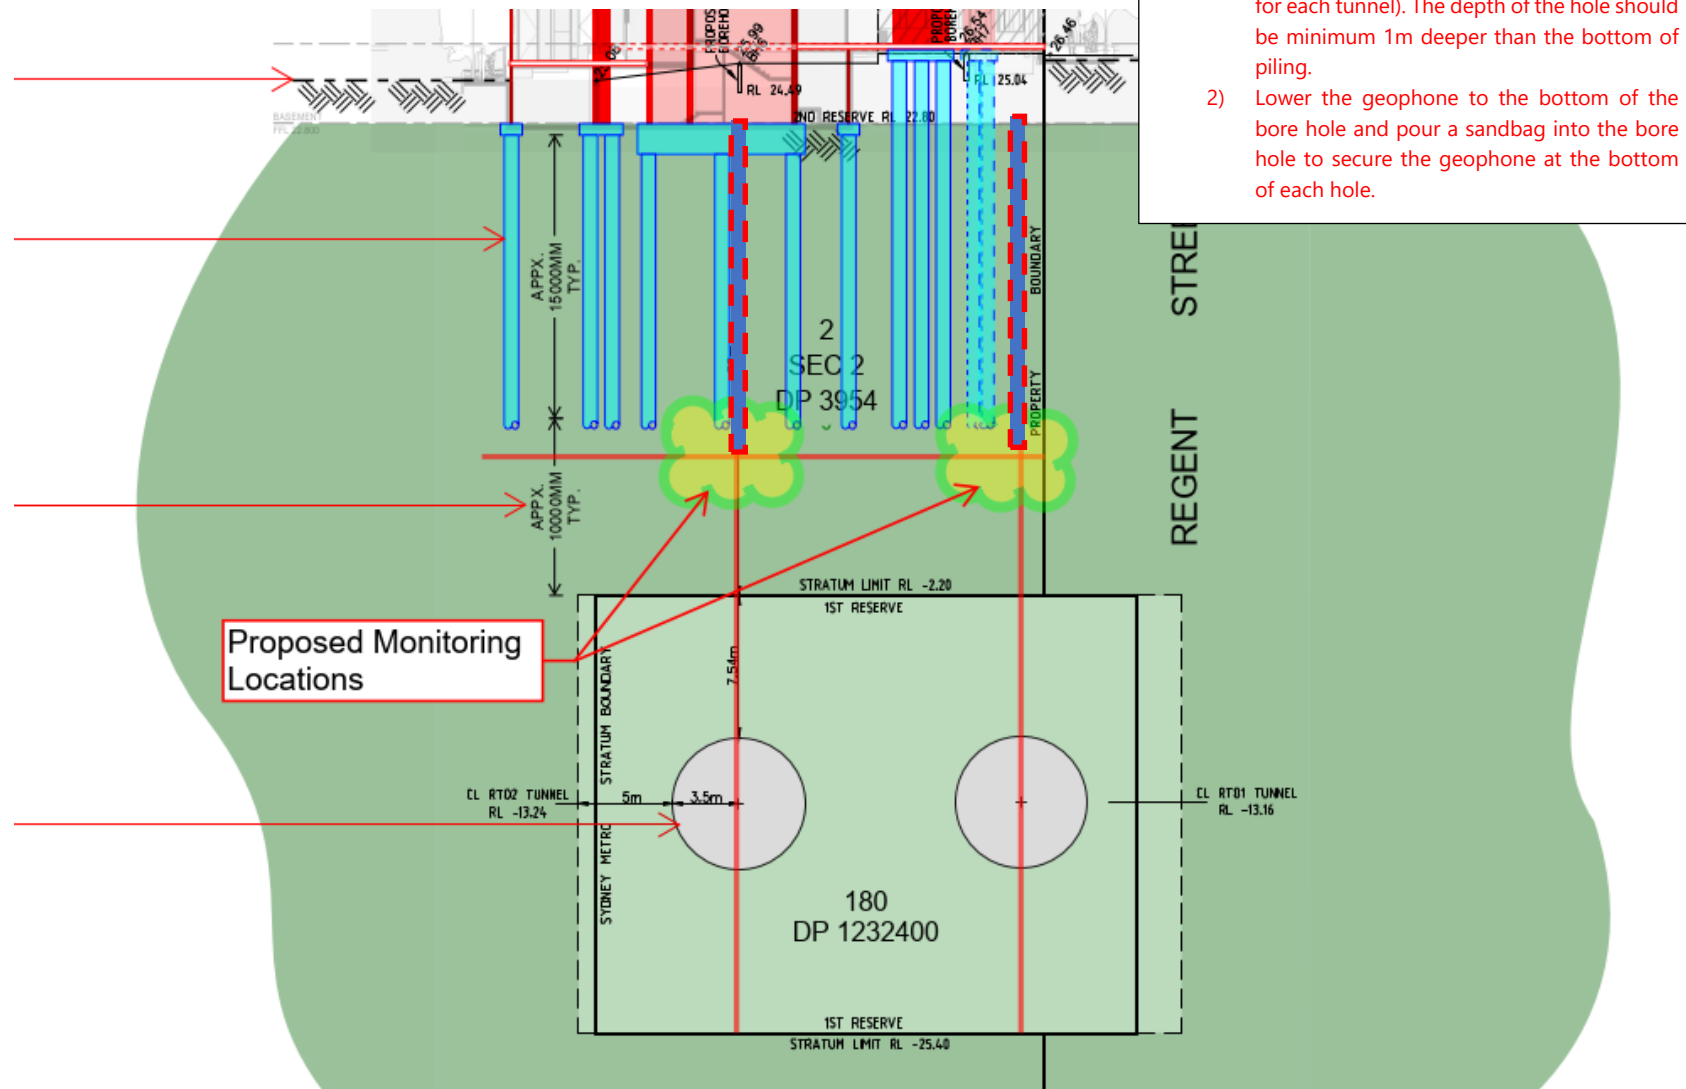 for each tunnel). The depth of the hole should
be minimum 1m deeper than the bottom of
piling.
2) Lower the geophone to the bottom of the
bore hole and pour a sandbag into the bore
hole to secure the geophone at the bottom
of each hole.
26.46
RL 24.49
RL 25.04
BASEMENT
FFL 22.800
2ND RESERVE RL 22.80
APPX.
15000MM
TYP.
2
SEC 2
DP 3954
PROPERTY BOUNDARY
REGENT STREE
APPX.
10000MM
TYP.
STRATUM LIMIT RL -2.20
1ST RESERVE
Proposed Monitoring
Locations
7.54m
SYDNEY METRO STRATUM BOUNDARY
CL RT02 TUNNEL
RL -13.24
5m
3.5m
CL RT01 TUNNEL
RL -13.16
180
DP 1232400
1ST RESERVE
STRATUM LIMIT RL -25.40